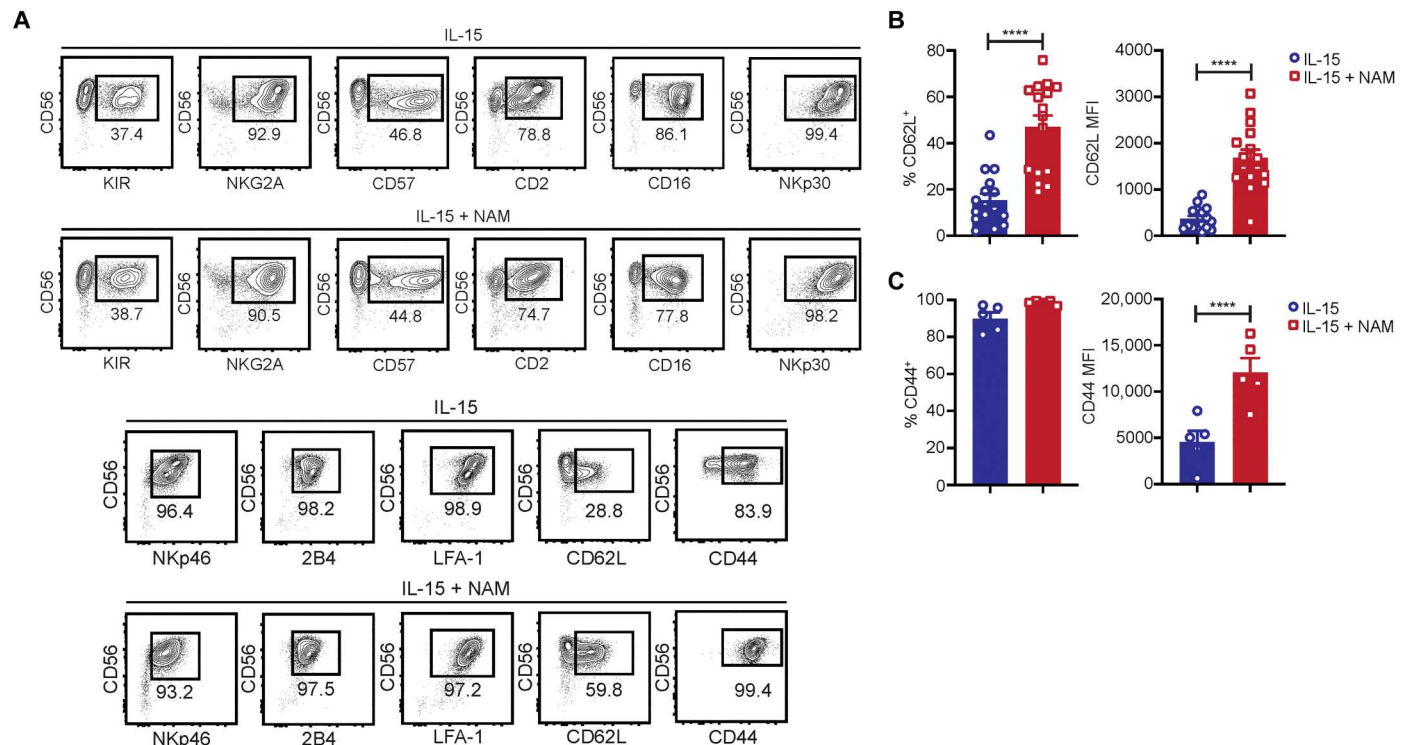 A
IL-15
CD56 CD56 CD56 CD56 CD56 CD56
37.4 92.9 46.8 78.8 86.1 99.4
KIR NKG2A CD57 CD2 CD16 NKp30
IL-15 + NAM
CD56 CD56 CD56 CD56 CD56 CD56
38.7 90.5 44.8 74.7 77.8 98.2
KIR NKG2A CD57 CD2 CD16 NKp30
IL-15
CD56 CD56 CD56 CD56 CD56
96.4 98.2 98.9 28.8 83.9
NKp46 2B4 LFA-1 CD62L CD44
IL-15 + NAM
CD56 CD56 CD56 CD56 CD56
93.2 97.5 97.2 59.8 99.4
NKp46 2B4 LFA-1 CD62L CD44
B
% CD62L+
80
60
40
20
0
****
CD62L MFI
4000
3000
2000
1000
0
****
IL-15
IL-15 + NAM
C
% CD44+
100
80
60
40
20
0
CD44 MFI
20,000
15,000
10,000
5000
0
****
IL-15
IL-15 + NAM